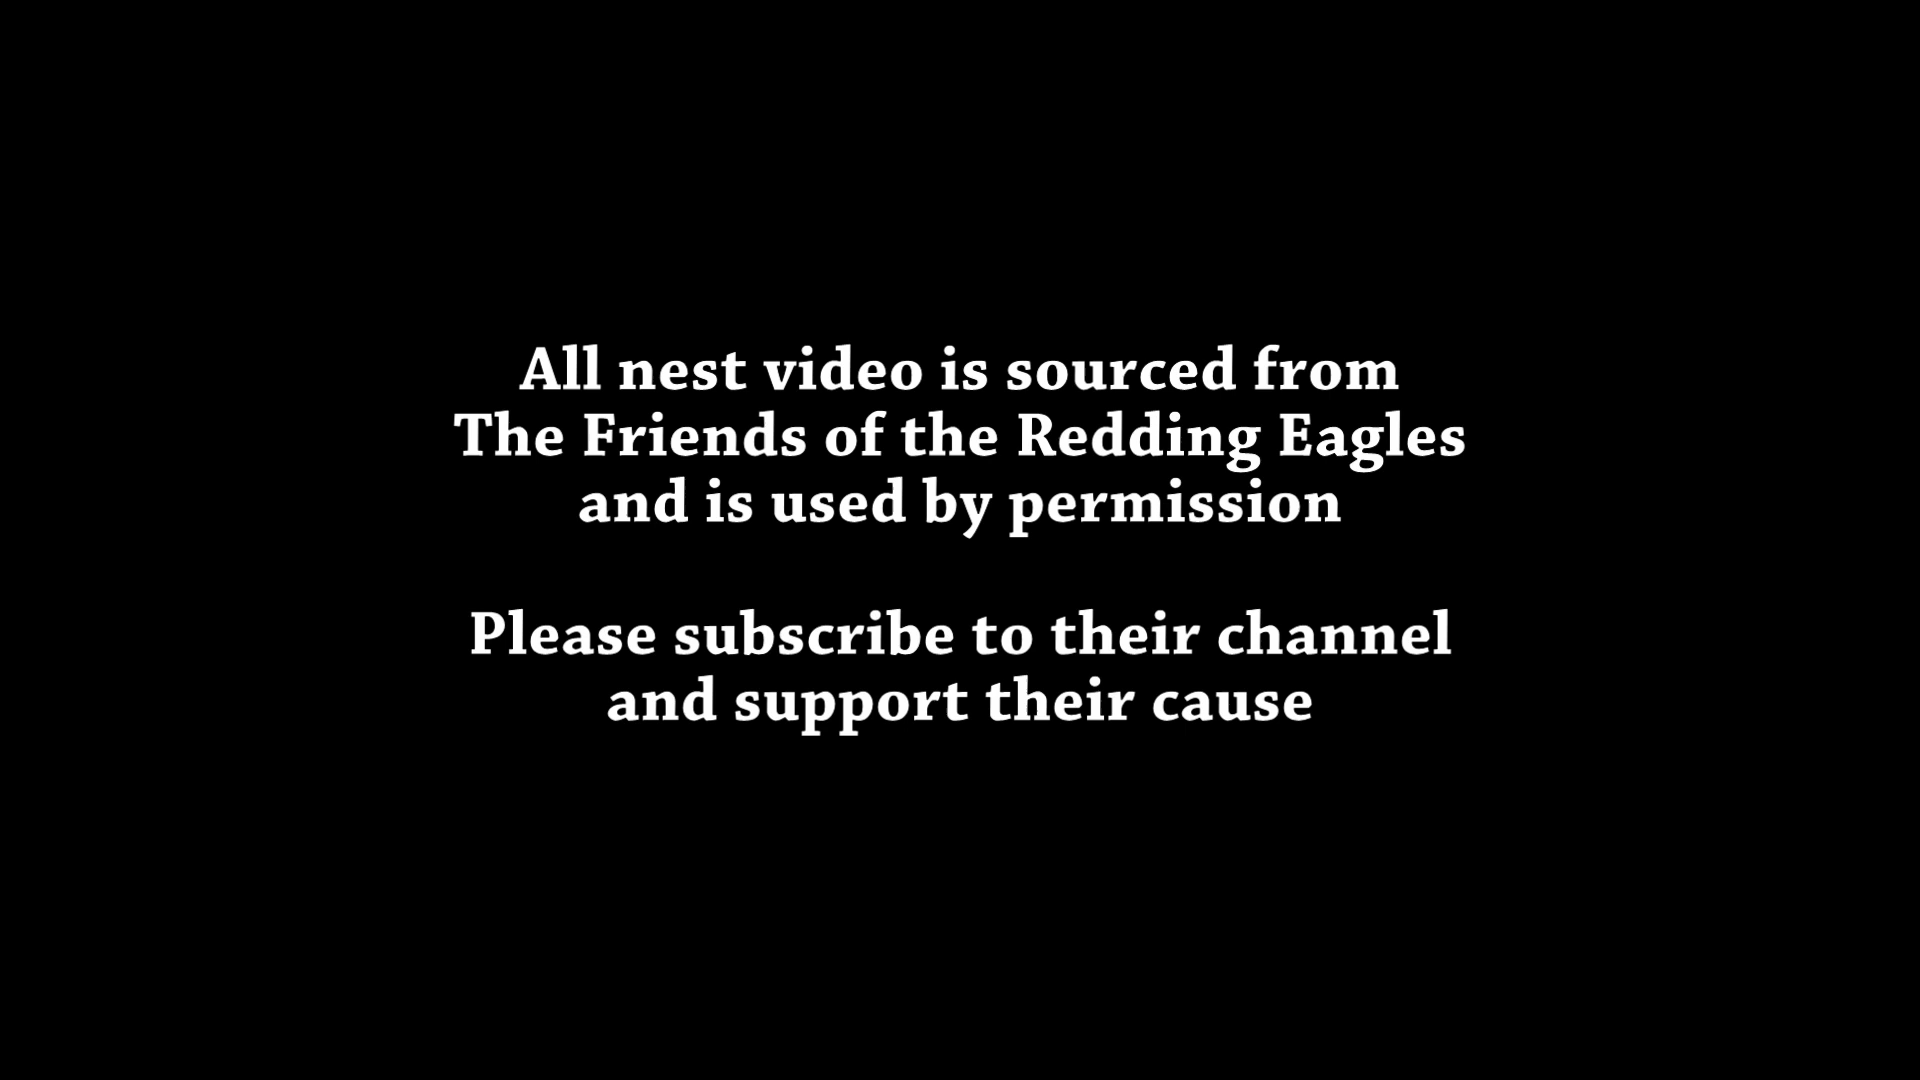 All nest video is sourced from
The Friends of the Redding Eagles
and is used by permission
Please subscribe to their channel
and support their cause